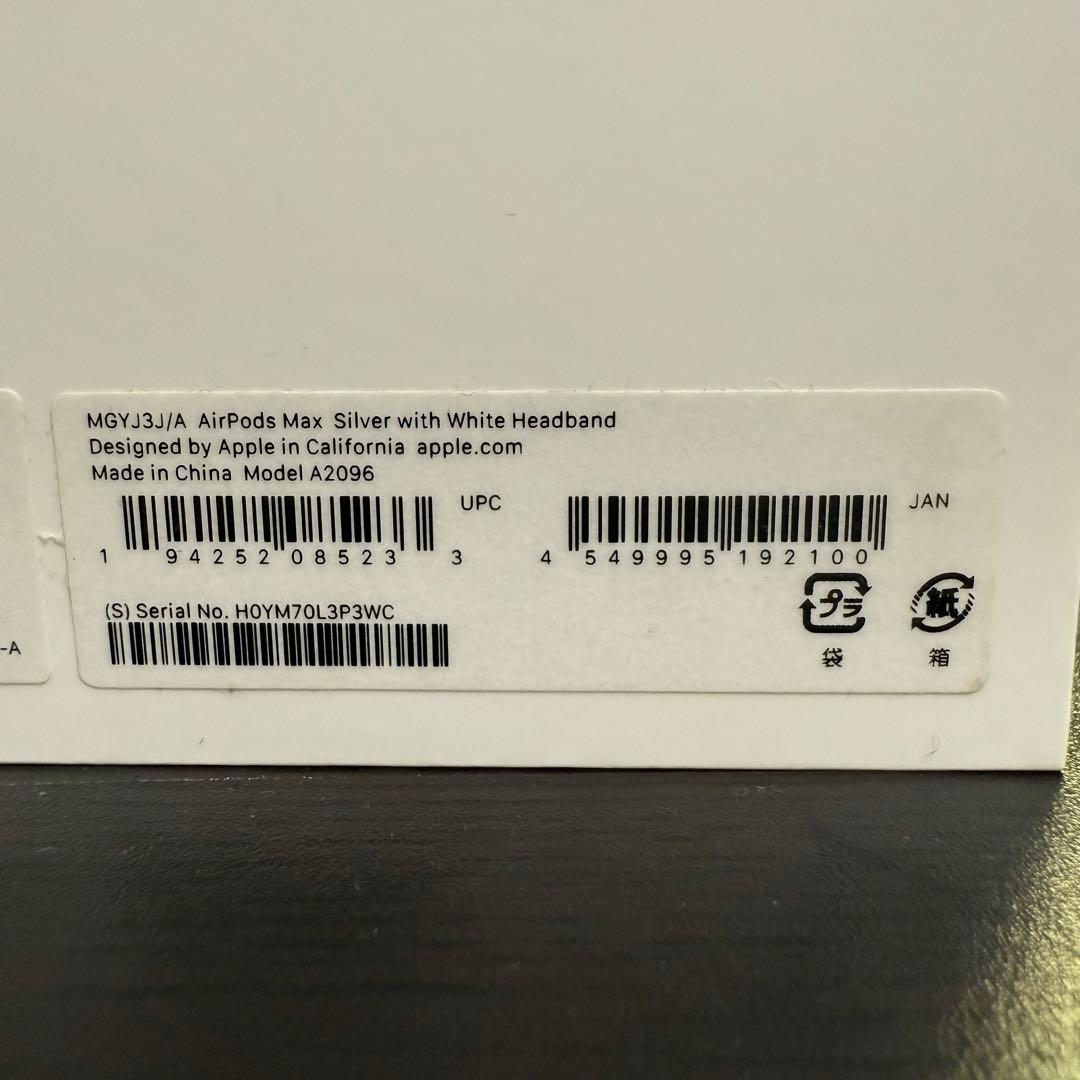 MGYJ3J/A AirPods Max Silver with White Headband
Designed by Apple in California apple.com
Made in China Model A2096
UPC
1 94252 08523 3
JAN
4 549995 192100
(S) Serial No. H0YM70L3P3WC
プラ
袋
紙
箱
-A